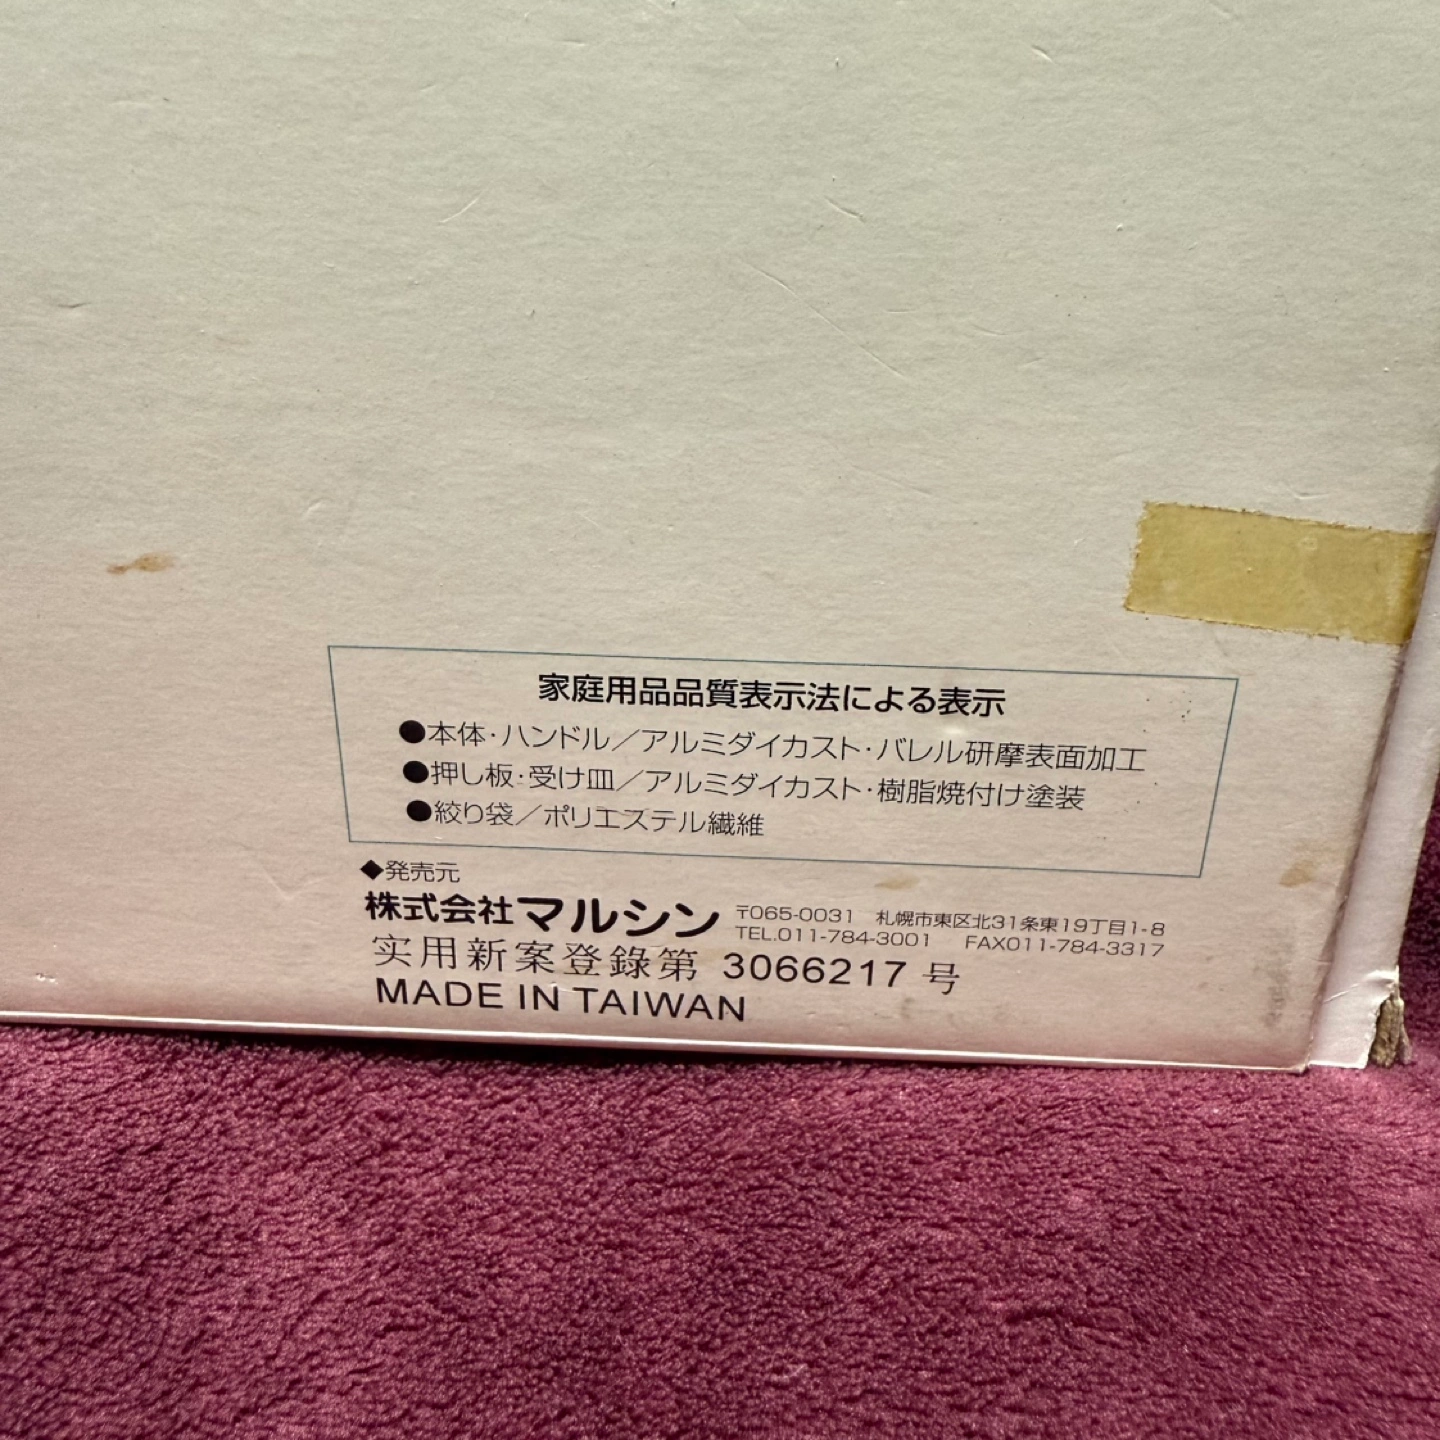 家庭用品品質表示法による表示
●本体・ハンドル／アルミダイカスト・バレル研摩表面加工
●押し板・受け皿／アルミダイカスト・樹脂焼付け塗装
●絞り袋／ポリエステル繊維
◆発売元
株式会社マルシン 〒065-0031 札幌市東区北31条東19丁目1-8
TEL.011-784-3001 FAX011-784-3317
实用新案登錄第 3066217 号
MADE IN TAIWAN